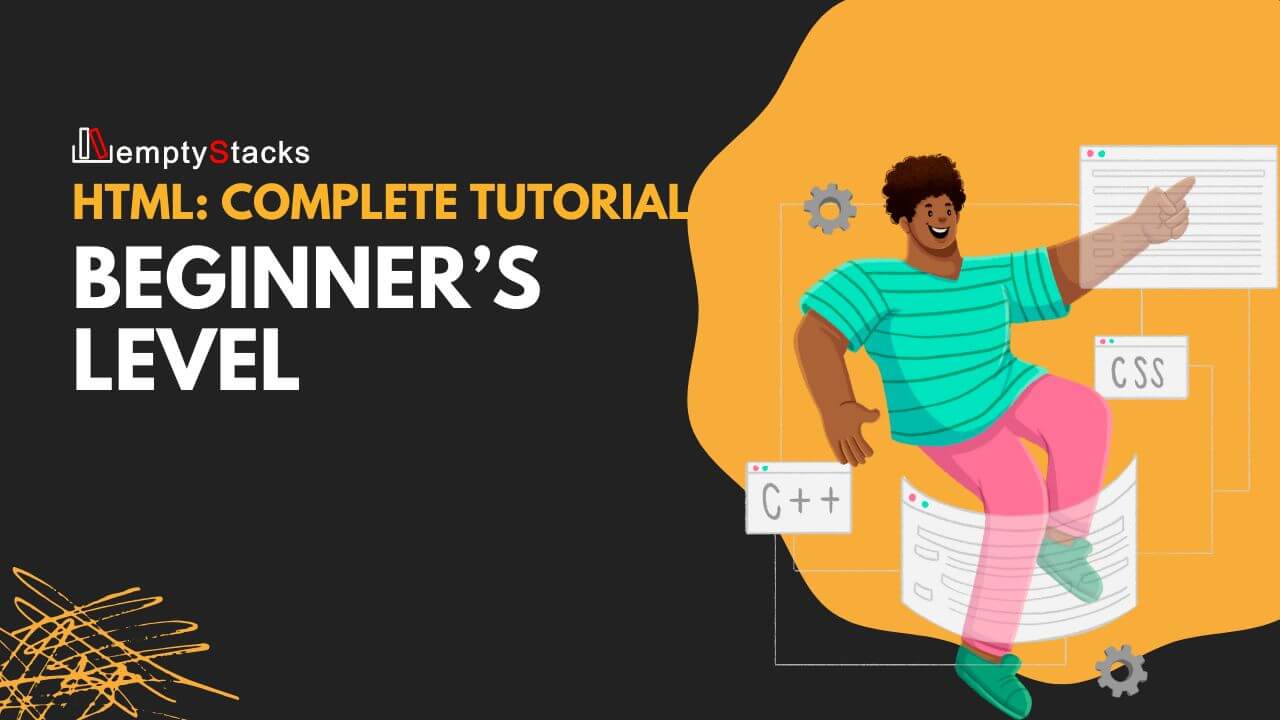 emptyStacks
HTML: COMPLETE TUTORIAL
BEGINNER’S
LEVEL
CSS
C++